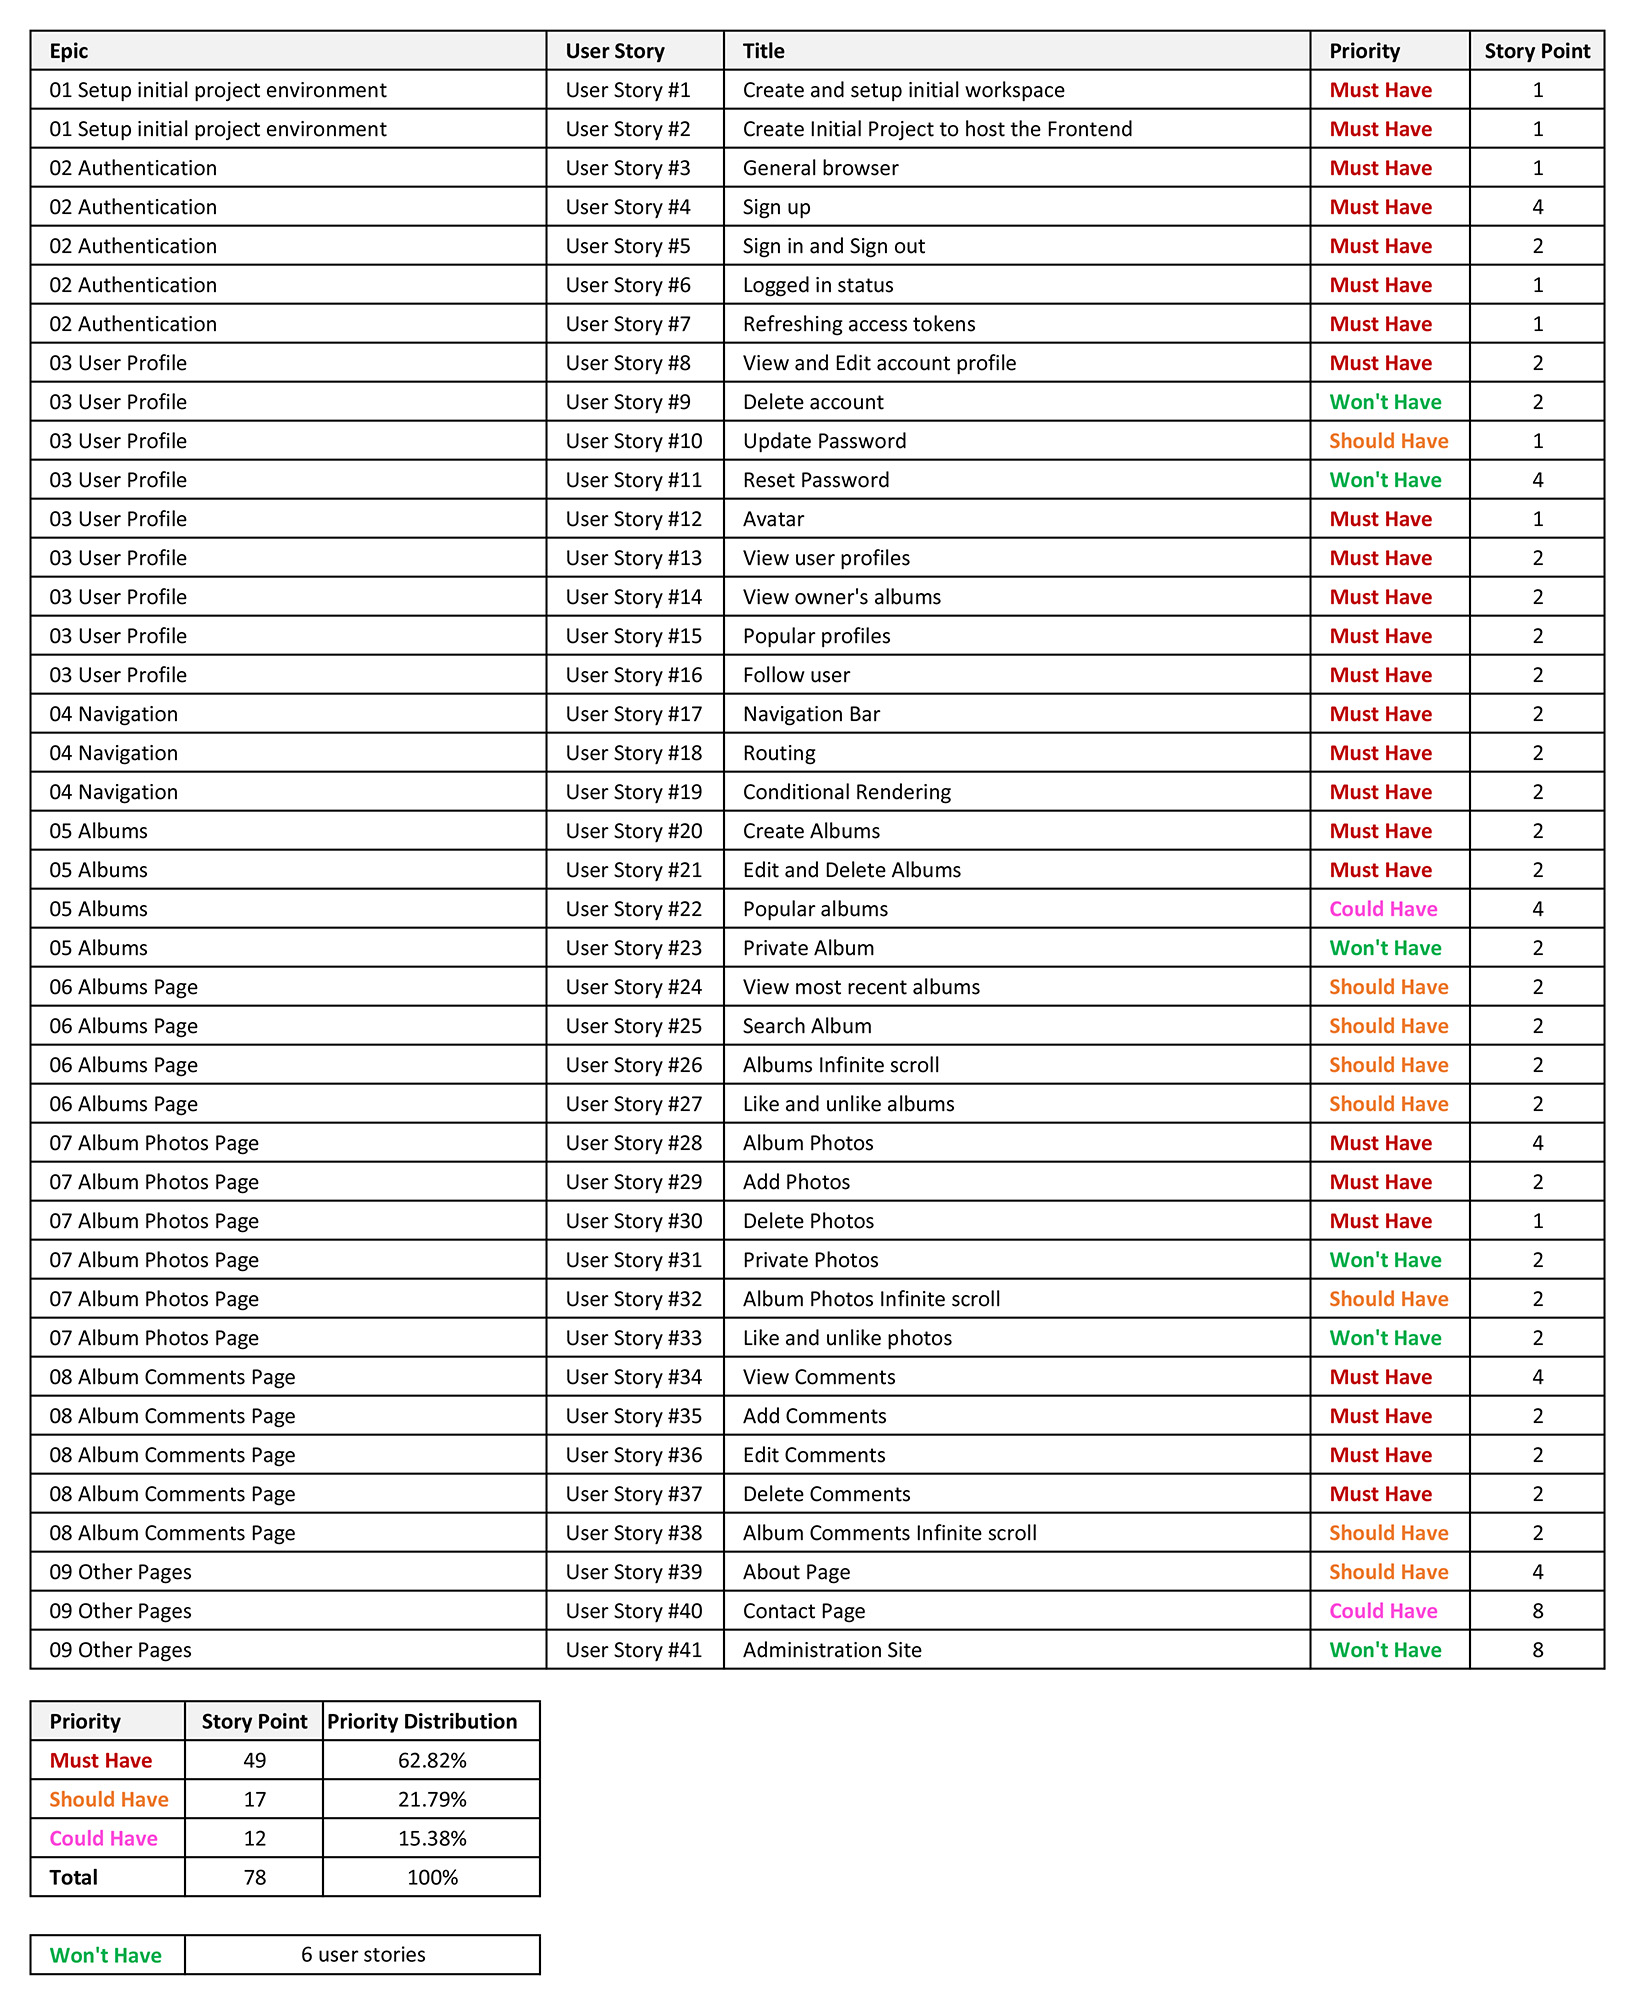 Epic User Story Title Priority Story Point
01 Setup initial project environment User Story #1 Create and setup initial workspace Must Have 1
01 Setup initial project environment User Story #2 Create Initial Project to host the Frontend Must Have 1
02 Authentication User Story #3 General browser Must Have 1
02 Authentication User Story #4 Sign up Must Have 4
02 Authentication User Story #5 Sign in and Sign out Must Have 2
02 Authentication User Story #6 Logged in status Must Have 1
02 Authentication User Story #7 Refreshing access tokens Must Have 1
03 User Profile User Story #8 View and Edit account profile Must Have 2
03 User Profile User Story #9 Delete account Won't Have 2
03 User Profile User Story #10 Update Password Should Have 1
03 User Profile User Story #11 Reset Password Won't Have 4
03 User Profile User Story #12 Avatar Must Have 1
03 User Profile User Story #13 View user profiles Must Have 2
03 User Profile User Story #14 View owner's albums Must Have 2
03 User Profile User Story #15 Popular profiles Must Have 2
03 User Profile User Story #16 Follow user Must Have 2
04 Navigation User Story #17 Navigation Bar Must Have 2
04 Navigation User Story #18 Routing Must Have 2
04 Navigation User Story #19 Conditional Rendering Must Have 2
05 Albums User Story #20 Create Albums Must Have 2
05 Albums User Story #21 Edit and Delete Albums Must Have 2
05 Albums User Story #22 Popular albums Could Have 4
05 Albums User Story #23 Private Album Won't Have 2
06 Albums Page User Story #24 View most recent albums Should Have 2
06 Albums Page User Story #25 Search Album Should Have 2
06 Albums Page User Story #26 Albums Infinite scroll Should Have 2
06 Albums Page User Story #27 Like and unlike albums Should Have 2
07 Album Photos Page User Story #28 Album Photos Must Have 4
07 Album Photos Page User Story #29 Add Photos Must Have 2
07 Album Photos Page User Story #30 Delete Photos Must Have 1
07 Album Photos Page User Story #31 Private Photos Won't Have 2
07 Album Photos Page User Story #32 Album Photos Infinite scroll Should Have 2
07 Album Photos Page User Story #33 Like and unlike photos Won't Have 2
08 Album Comments Page User Story #34 View Comments Must Have 4
08 Album Comments Page User Story #35 Add Comments Must Have 2
08 Album Comments Page User Story #36 Edit Comments Must Have 2
08 Album Comments Page User Story #37 Delete Comments Must Have 2
08 Album Comments Page User Story #38 Album Comments Infinite scroll Should Have 2
09 Other Pages User Story #39 About Page Should Have 4
09 Other Pages User Story #40 Contact Page Could Have 8
09 Other Pages User Story #41 Administration Site Won't Have 8
Priority Story Point Priority Distribution
Must Have 49 62.82%
Should Have 17 21.79%
Could Have 12 15.38%
Total 78 100%
Won't Have 6 user stories